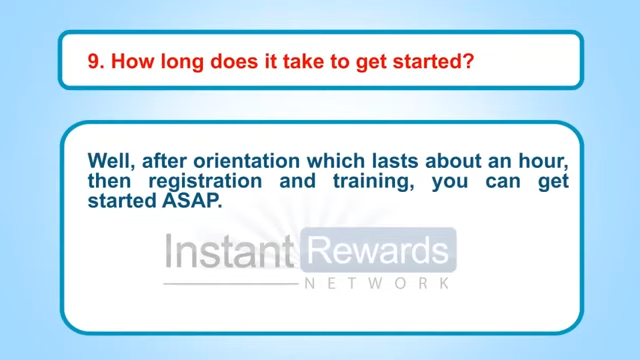 9. How long does it take to get started?
Well, after orientation which lasts about an hour,
then registration and training, you can get
started ASAP.
Instant Rewards
NETWORK